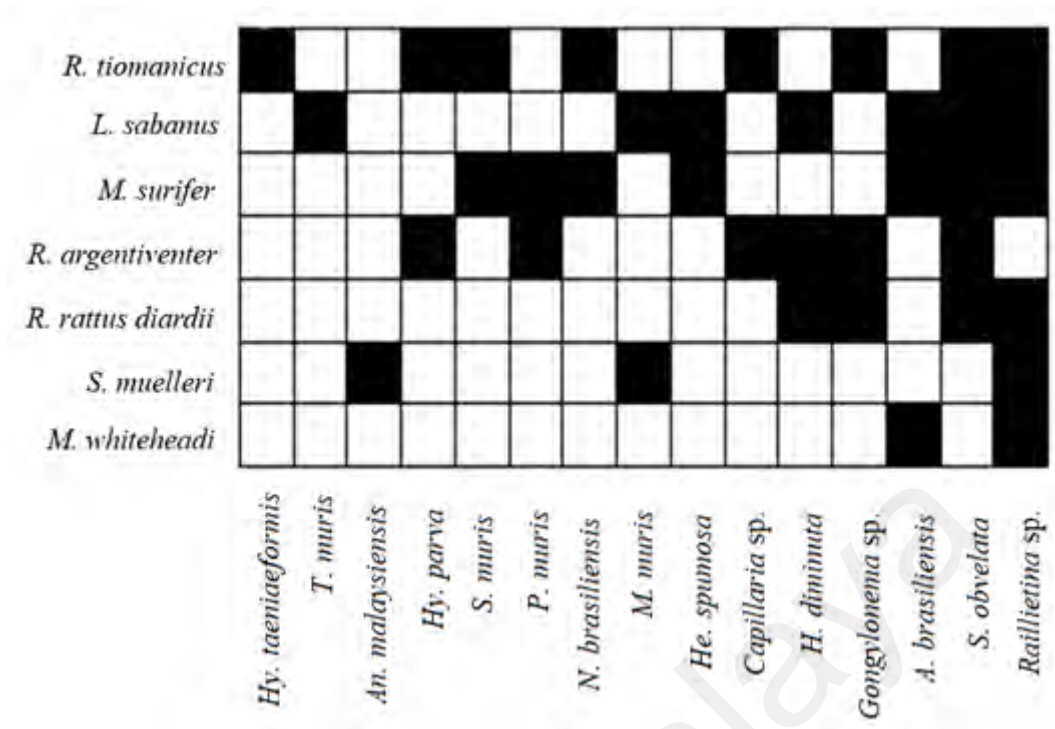 R. tiomanicus
L. sabanus
M. surifer
R. argentiventer
R. rattus diardii
S. muelleri
M. whiteheadi
Hy. taeniaeformis
T. muris
An. malaysiensis
Hy. parva
S. muris
P. muris
N. brasiliensis
M. muris
He. spumosa
Capillaria sp.
H. diminuta
Gongylonema sp.
A. brasiliensis
S. obvelata
Raillietina sp
laya